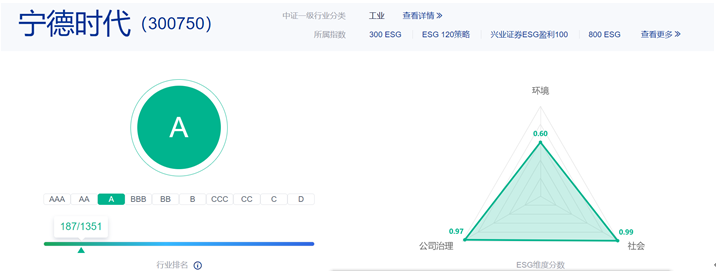 宁德时代（300750）
中证一级行业分类 工业 查看详情
所属指数 300 ESG ESG 120策略 兴业证券ESG盈利100 800 ESG 查看更多
A
AAA AA A BBB BB B CCC CC C D
187/1351
行业排名
环境
0.60
0.97
公司治理
0.99
社会
ESG维度分数